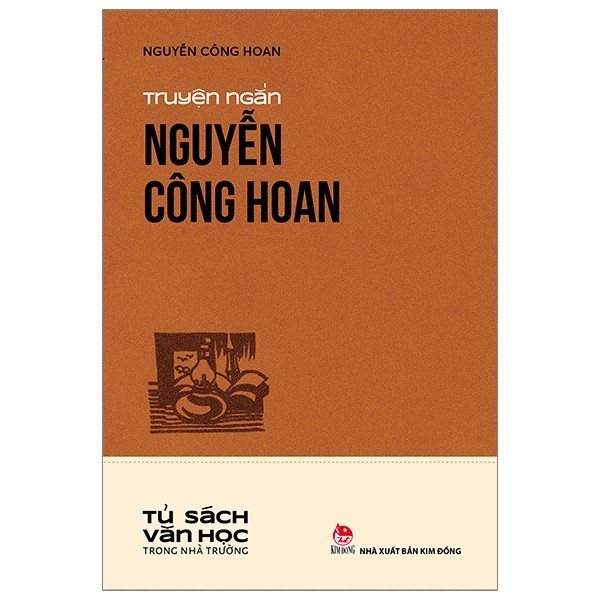 NGUYỄN CÔNG HOAN
Truyện ngắn
NGUYỄN
CÔNG HOAN
Tủ sách
văn học
TRONG NHÀ TRƯỜNG
KIM ĐỒNG
NHÀ XUẤT BẢN KIM ĐỒNG